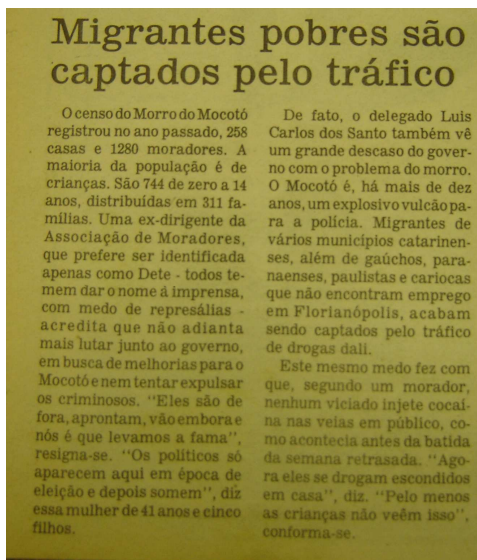 Migrantes pobres são
captados pelo tráfico
O censo do Morro do Mocotó
registrou no ano passado, 258
casas e 1280 moradores. A
maioria da população é de
crianças. São 744 de zero a 14
anos, distribuídas em 311 fa-
mílias. Uma ex-dirigente da
Associação de Moradores,
que prefere ser identificada
apenas como Dete - todos te-
mem dar o nome á imprensa,
com medo de represálias -
acredita que não adianta
mais lutar junto ao governo,
em busca de melhorias para o
Mocotó e nem tentar expulsar
os criminosos. "Eles são de
fora, aprontam, vão embora e
nós é que levamos a fama",
resigna-se. "Os políticos só
aparecem aqui em época de
eleição e depois somem", diz
essa mulher de 41 anos e cinco
filhos.
De fato, o delegado Luis
Carlos dos Santo também vê
um grande descaso do gover-
no com o problema do morro.
O Mocotó é, há mais de dez
anos, um explosivo vulcão pa-
ra a polícia. Migrantes de
vários municípios catarinen-
ses, além de gaúchos, para-
naenses, paulistas e cariocas
que não encontram emprego
em Florianópolis, acabam
sendo captados pelo tráfico
de drogas dali.
Este mesmo medo fez com
que, segundo um morador,
nenhum viciado injete cocaí-
na nas veias em público, co-
mo acontecia antes da batida
da semana retrasada. "Ago-
ra eles se drogam escondidos
em casa", diz. "Pelo menos
as crianças não veêm isso",
conforma-se.